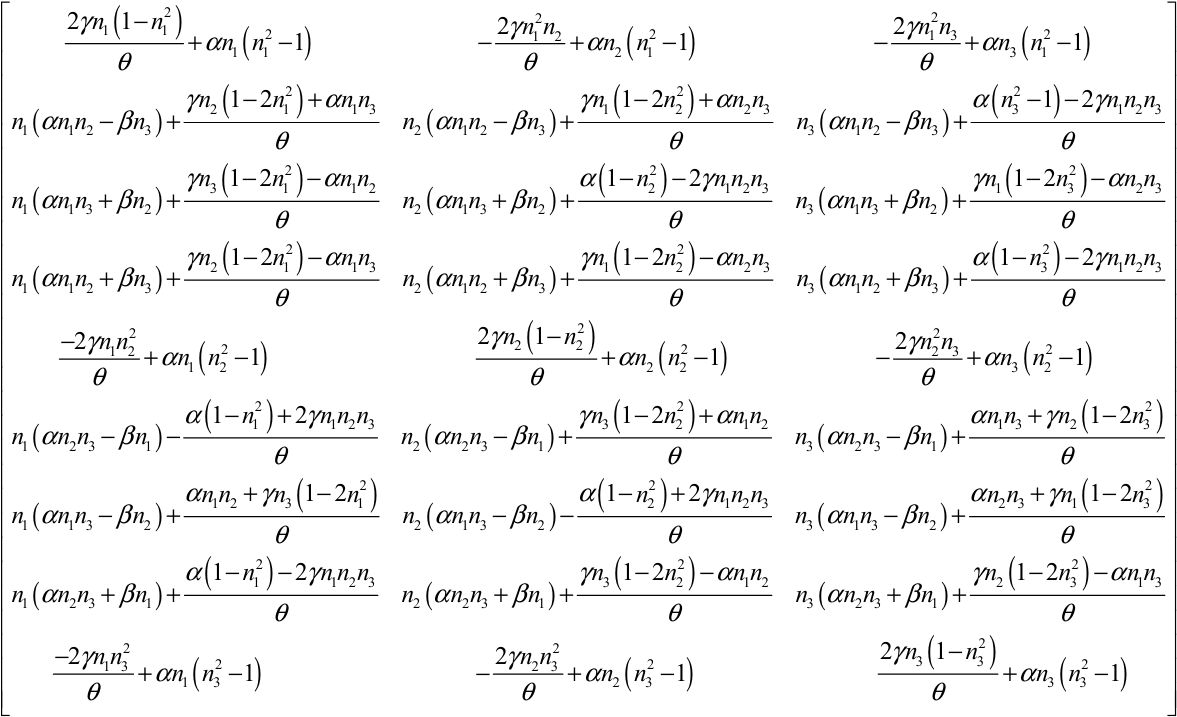 [ (2γn₁(1−n₁²))/θ + αn₁(n₁²−1)    −(2γn₁²n₂)/θ + αn₂(n₁²−1)    −(2γn₁²n₃)/θ + αn₃(n₁²−1)
n₁(αn₁n₂−βn₃) + (γn₂(1−2n₁²)+αn₁n₃)/θ    n₂(αn₁n₂−βn₃) + (γn₁(1−2n₂²)+αn₂n₃)/θ    n₃(αn₁n₂−βn₃) + (α(n₃²−1)−2γn₁n₂n₃)/θ
n₁(αn₁n₃+βn₂) + (γn₃(1−2n₁²)−αn₁n₂)/θ    n₂(αn₁n₃+βn₂) + (α(1−n₂²)−2γn₁n₂n₃)/θ    n₃(αn₁n₃+βn₂) + (γn₁(1−2n₃²)−αn₂n₃)/θ
n₁(αn₁n₂+βn₃) + (γn₂(1−2n₁²)−αn₁n₃)/θ    n₂(αn₁n₂+βn₃) + (γn₁(1−2n₂²)−αn₂n₃)/θ    n₃(αn₁n₂+βn₃) + (α(1−n₃²)−2γn₁n₂n₃)/θ
(−2γn₁n₂²)/θ + αn₁(n₂²−1)    (2γn₂(1−n₂²))/θ + αn₂(n₂²−1)    −(2γn₂²n₃)/θ + αn₃(n₂²−1)
n₁(αn₂n₃−βn₁) − (α(1−n₁²)+2γn₁n₂n₃)/θ    n₂(αn₂n₃−βn₁) + (γn₃(1−2n₂²)+αn₁n₂)/θ    n₃(αn₂n₃−βn₁) + (αn₁n₃+γn₂(1−2n₃²))/θ
n₁(αn₁n₃−βn₂) + (αn₁n₂+γn₃(1−2n₁²))/θ    n₂(αn₁n₃−βn₂) − (α(1−n₂²)+2γn₁n₂n₃)/θ    n₃(αn₁n₃−βn₂) + (αn₂n₃+γn₁(1−2n₃²))/θ
n₁(αn₂n₃+βn₁) + (α(1−n₁²)−2γn₁n₂n₃)/θ    n₂(αn₂n₃+βn₁) + (γn₃(1−2n₂²)−αn₁n₂)/θ    n₃(αn₂n₃+βn₁) + (γn₂(1−2n₃²)−αn₁n₃)/θ
(−2γn₁n₃²)/θ + αn₁(n₃²−1)    −(2γn₂n₃²)/θ + αn₂(n₃²−1)    (2γn₃(1−n₃²))/θ + αn₃(n₃²−1) ]